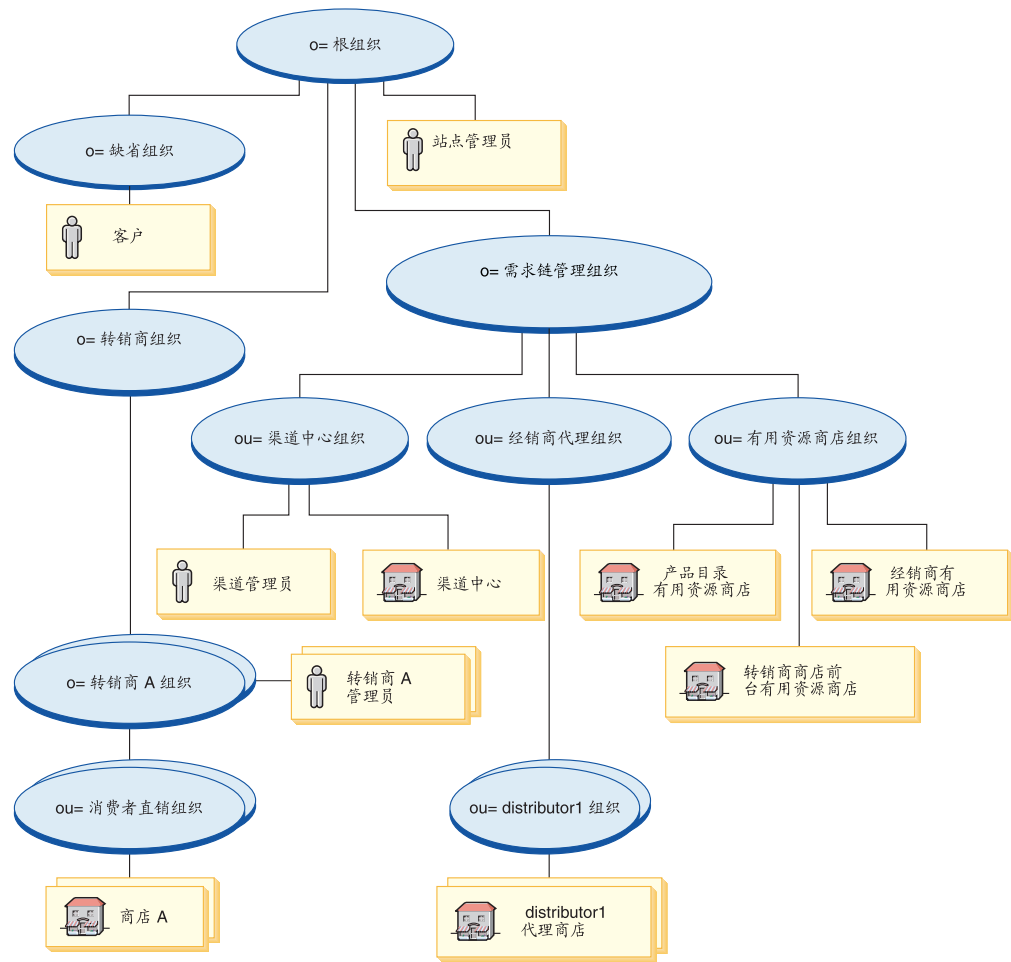 o= 根组织
站点管理员
o= 缺省组织
客户
o= 需求链管理组织
o= 转销商组织
ou= 渠道中心组织
ou= 经销商代理组织
ou= 有用资源商店组织
渠道管理员
渠道中心
产品目录
有用资源商店
经销商有
用资源商店
转销商商店前
台有用资源商店
o= 转销商 A 组织
转销商 A
管理员
ou= 消费者直销组织
ou= distributor1 组织
商店 A
distributor1
代理商店